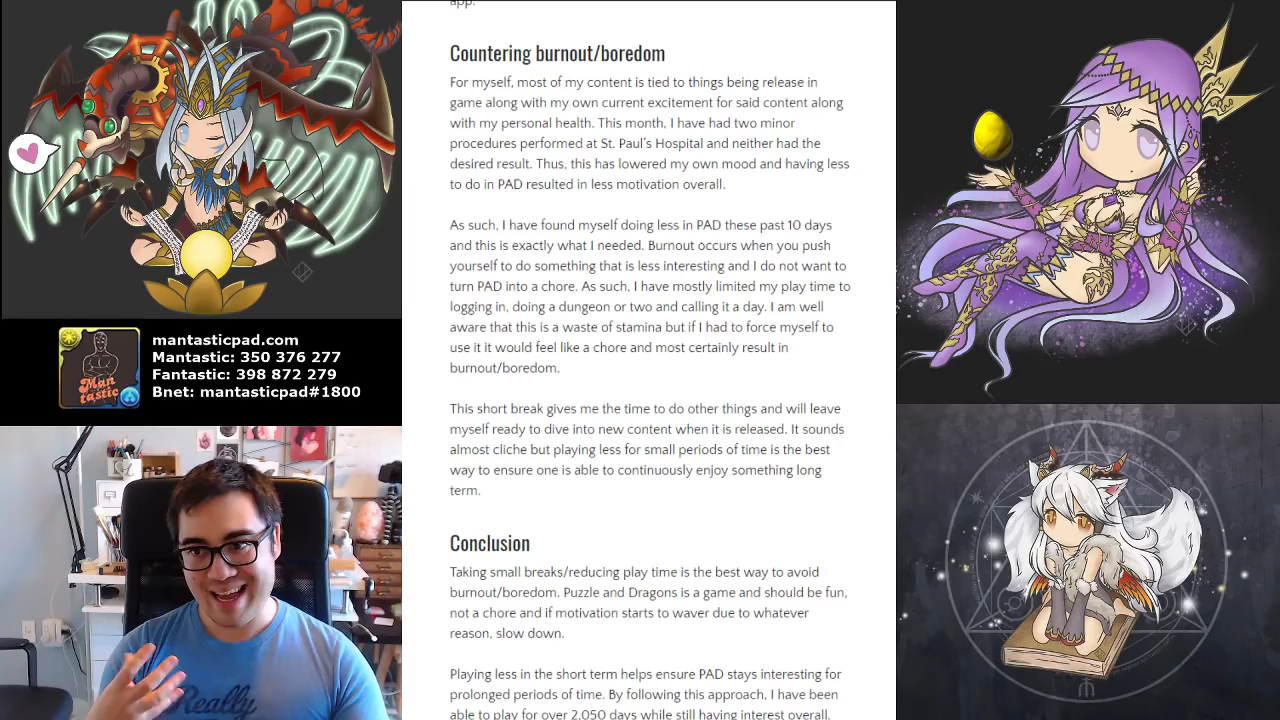 app.
Countering burnout/boredom
For myself, most of my content is tied to things being release in
game along with my own current excitement for said content along
with my personal health. This month, I have had two minor
procedures performed at St. Paul's Hospital and neither had the
desired result. Thus, this has lowered my own mood and having less
to do in PAD resulted in less motivation overall.
As such, I have found myself doing less in PAD these past 10 days
and this is exactly what I needed. Burnout occurs when you push
yourself to do something that is less interesting and I do not want to
turn PAD into a chore. As such, I have mostly limited my play time to
logging in, doing a dungeon or two and calling it a day. I am well
aware that this is a waste of stamina but if I had to force myself to
use it it would feel like a chore and most certainly result in
burnout/boredom.
This short break gives me the time to do other things and will leave
myself ready to dive into new content when it is released. It sounds
almost cliche but playing less for small periods of time is the best
way to ensure one is able to continuously enjoy something long
term.
Conclusion
Taking small breaks/reducing play time is the best way to avoid
burnout/boredom. Puzzle and Dragons is a game and should be fun,
not a chore and if motivation starts to waver due to whatever
reason, slow down.
Playing less in the short term helps ensure PAD stays interesting for
prolonged periods of time. By following this approach, I have been
able to play for over 2,050 days while still having interest overall.
Man
tastic
mantasticpad.com
Mantastic: 350 376 277
Fantastic: 398 872 279
Bnet: mantasticpad#1800
Really